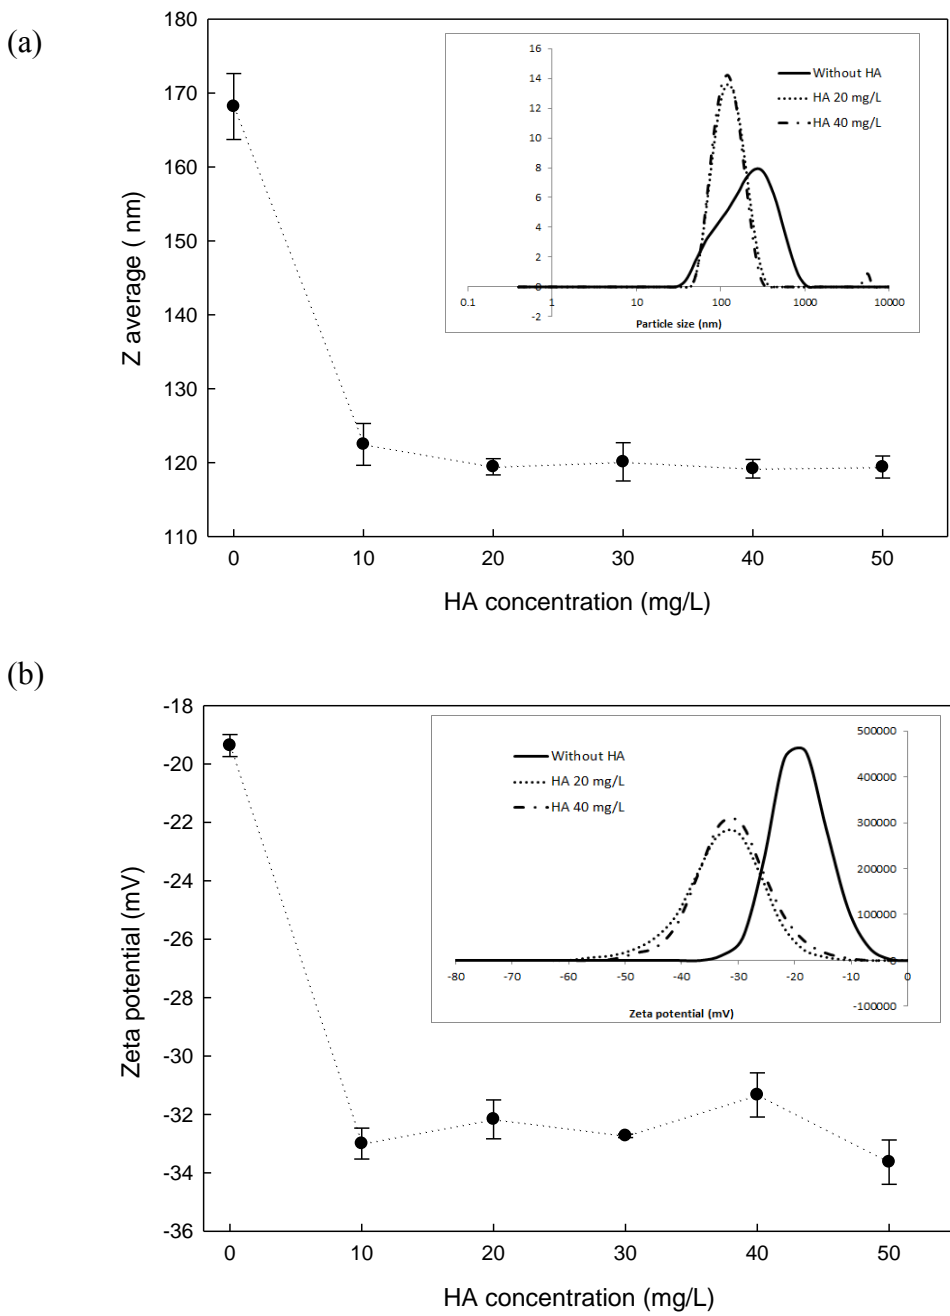 (a)
180
170
160
150
140
130
120
110
Z average ( nm)
0 10 20 30 40 50
HA concentration (mg/L)
16
14
12
10
8
6
4
2
0
-2
0.1 1 10 100 1000 10000
Particle size (nm)
Without HA
HA 20 mg/L
HA 40 mg/L
(b)
-18
-20
-22
-24
-26
-28
-30
-32
-34
-36
Zeta potential (mV)
0 10 20 30 40 50
HA concentration (mg/L)
Without HA
HA 20 mg/L
HA 40 mg/L
500000
400000
300000
200000
100000
0
-100000
-80 -70 -60 -50 -40 -30 -20 -10 0
Zeta potential (mV)